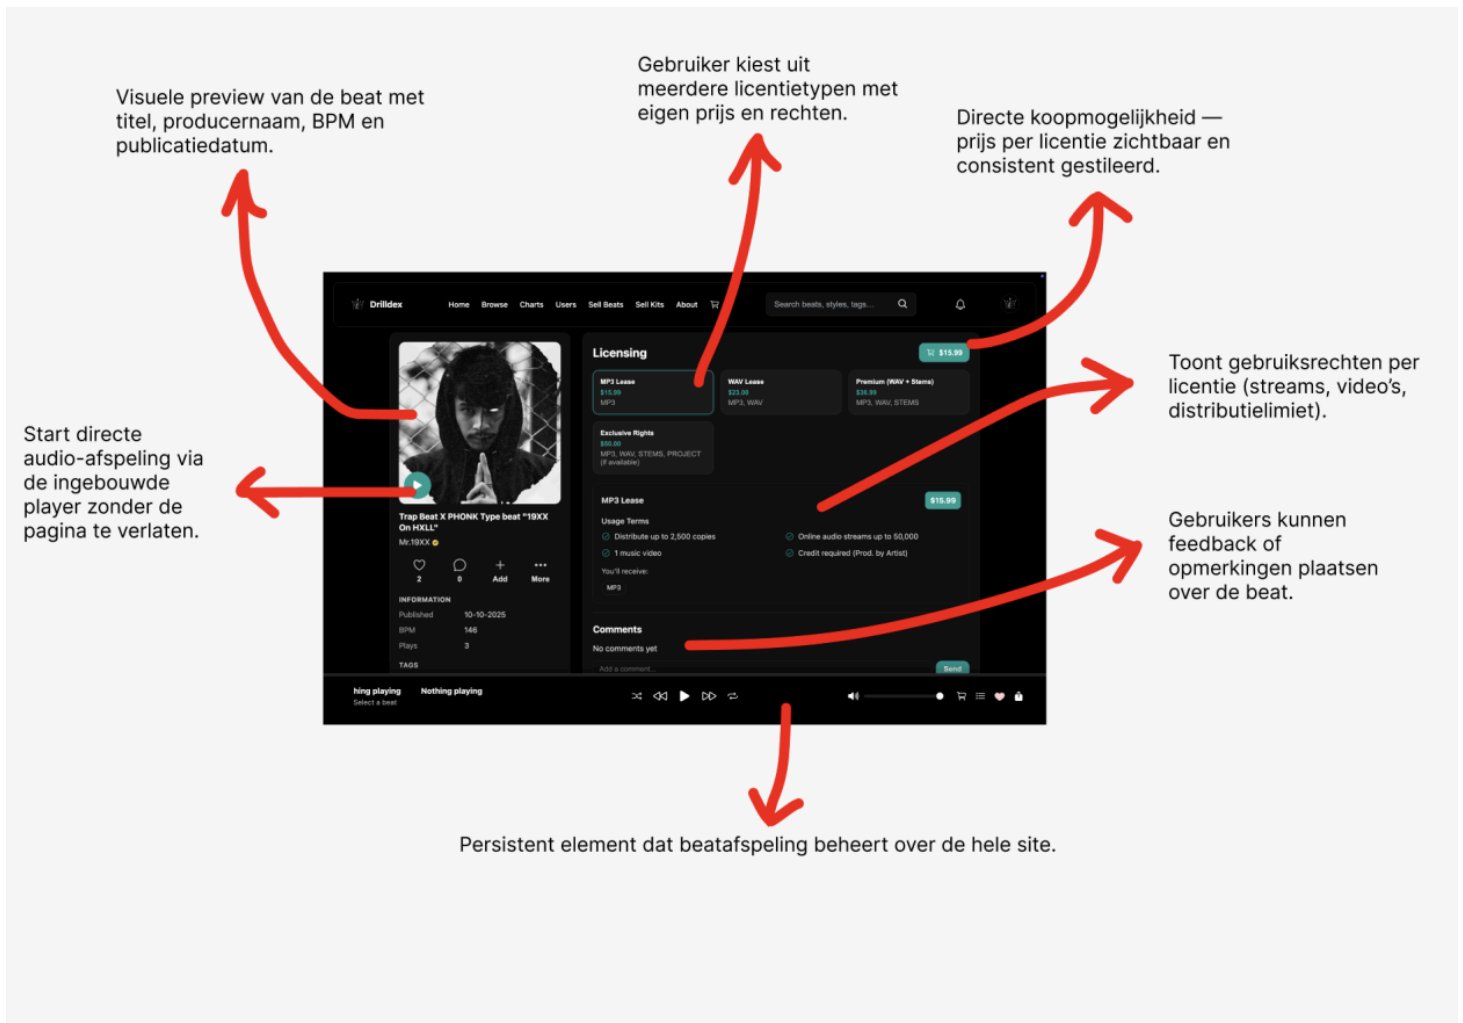 Visuele preview van de beat met
titel, producernaam, BPM en
publicatiedatum.
Gebruiker kiest uit
meerdere licentietypen met
eigen prijs en rechten.
Directe koopmogelijkheid —
prijs per licentie zichtbaar en
consistent gestileerd.
Start directe
audio-afspeling via
de ingebouwde
player zonder de
pagina te verlaten.
Toont gebruiksrechten per
licentie (streams, video's,
distributielimiet).
Gebruikers kunnen
feedback of
opmerkingen plaatsen
over de beat.
Drilldex Home Browse Charts Users Sell Beats Sell Kits About Search beats, styles, tags...
Trap Beat X PHONK Type beat "19XX
On HXLL"
Mr.19XX
2 0 Add More
INFORMATION
Published 10-10-2025
BPM 146
Plays 3
TAGS
Licensing $15.99
MP3 Lease
$15.99
MP3
WAV Lease
$23.00
MP3, WAV
Premium (WAV + Stems)
$36.99
MP3, WAV, STEMS
Exclusive Rights
$50.00
MP3, WAV, STEMS, PROJECT
(if available)
MP3 Lease $15.99
Usage Terms
Distribute up to 2,500 copies Online audio streams up to 50,000
1 music video Credit required (Prod. by Artist)
You'll receive:
MP3
Comments
No comments yet
Add a comment... Send
hing playing Nothing playing
Select a beat
Persistent element dat beatafspeling beheert over de hele site.